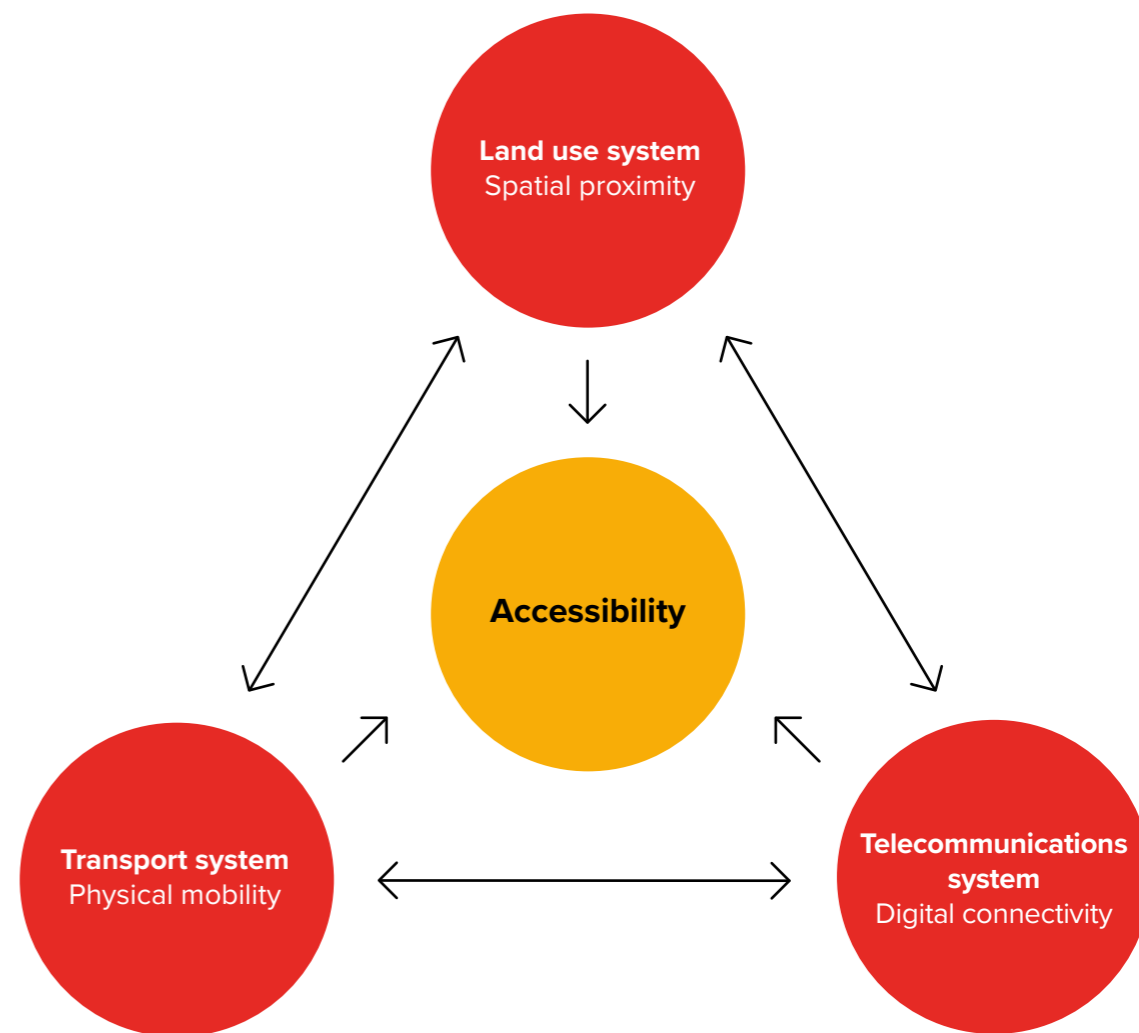 Land use system
Spatial proximity
Accessibility
Transport system
Physical mobility
Telecommunications
system
Digital connectivity